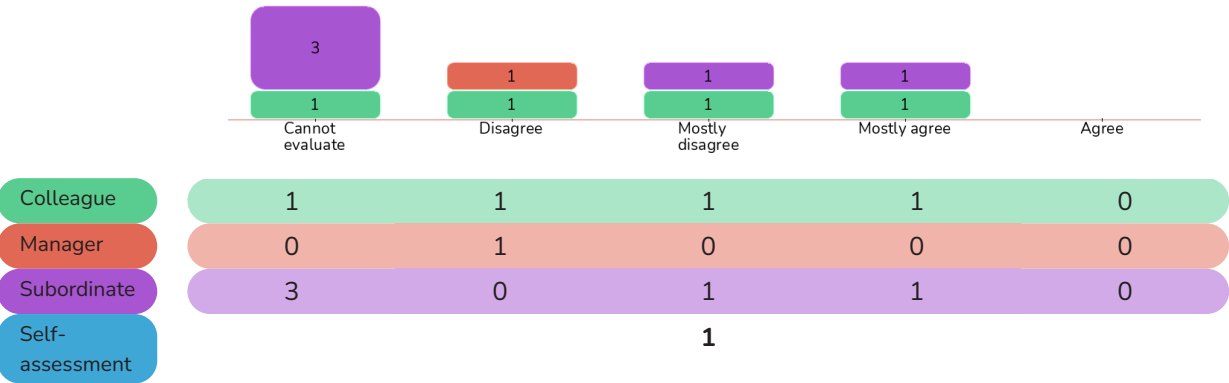 3
1
1
1
1
1
1
1
Cannot
evaluate
Disagree
Mostly
disagree
Mostly agree
Agree
Colleague 1 1 1 1 0
Manager 0 1 0 0 0
Subordinate 3 0 1 1 0
Self-
assessment
1